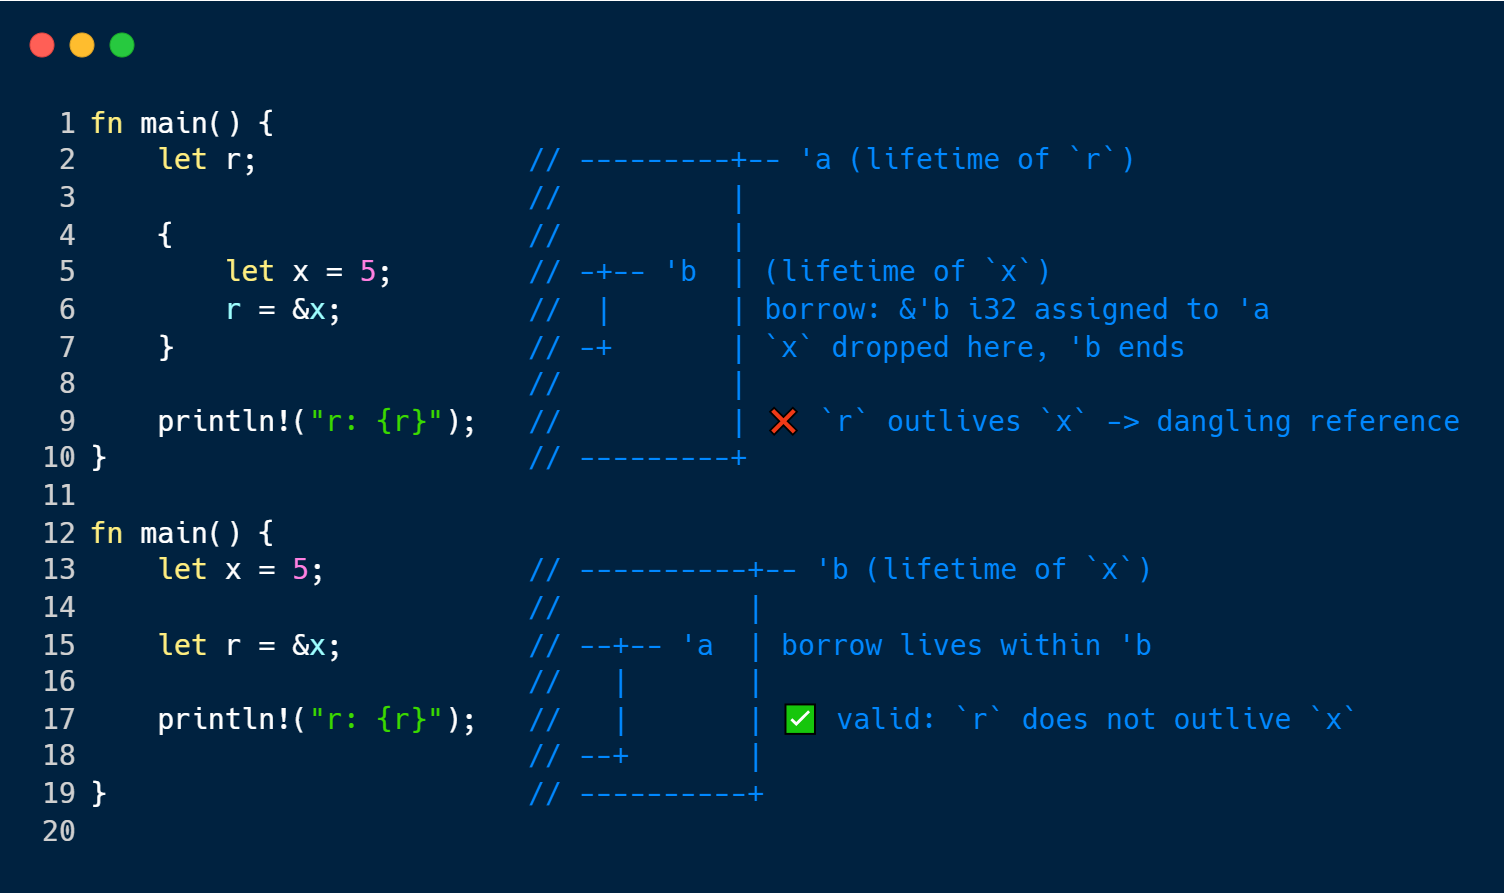 1 fn main() {
2     let r;                // ---------+-- 'a (lifetime of `r`)
3                           //          |
4     {                     //          |
5         let x = 5;        // -+-- 'b  | (lifetime of `x`)
6         r = &x;           //  |       | borrow: &'b i32 assigned to 'a
7     }                     // -+       | `x` dropped here, 'b ends
8                           //          |
9     println!("r: {r}");   //          | ❌ `r` outlives `x` -> dangling reference
10 }                         // ---------+
11
12 fn main() {
13     let x = 5;            // ----------+-- 'b (lifetime of `x`)
14                           //           |
15     let r = &x;           // --+-- 'a  | borrow lives within 'b
16                           //   |       |
17     println!("r: {r}");   //   |       | ✅ valid: `r` does not outlive `x`
18                           // --+       |
19 }                         // ----------+
20